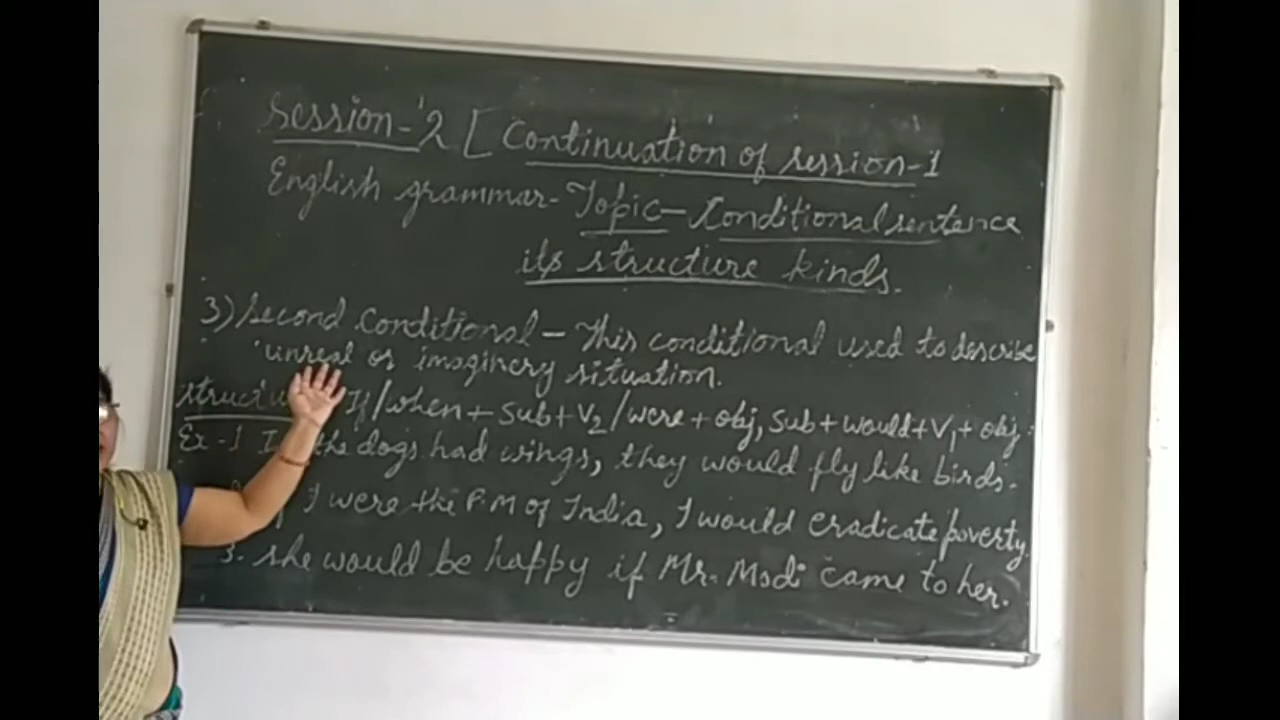 Session-2 [Continuation of session-1
English grammar- Topic- Conditional sentence
its structure kinds.
3) Second Conditional - This conditional used to describe
unreal or imaginery situation.
If/when + Sub + V2/were + obj, Sub + would + V1 + obj.
Ex-1 the dogs had wings, they would fly like birds.
I were the P.M of India, I would eradicate poverty.
3. She would be happy if Mr. Modi came to her.